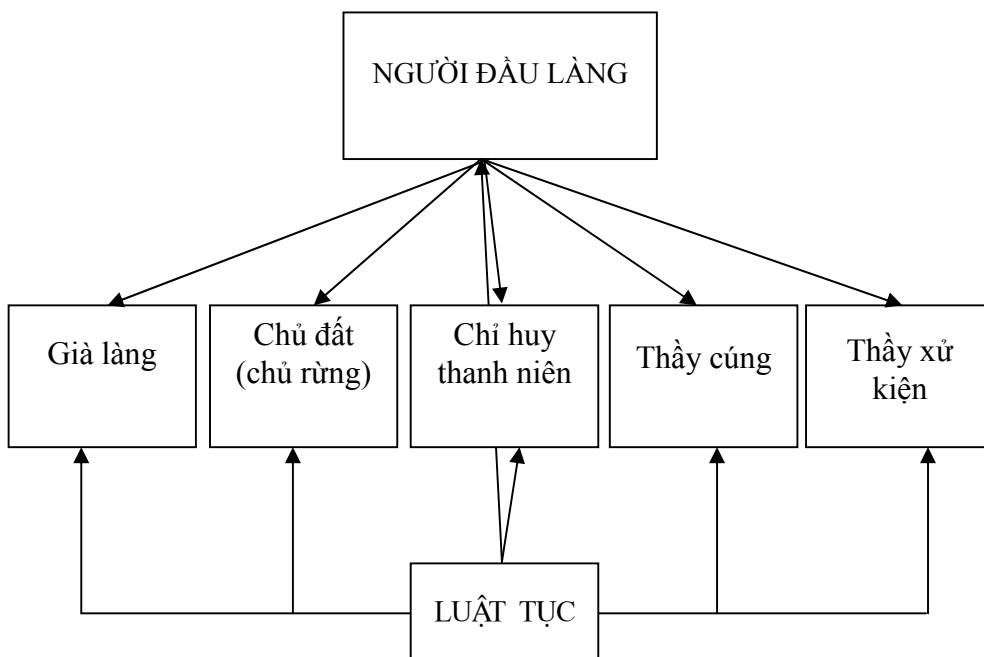 NGƯỜI ĐẦU LÀNG
Già làng
Chủ đất
(chủ rừng)
Chỉ huy
thanh niên
Thầy cúng
Thầy xử
kiện
LUẬT TỤC